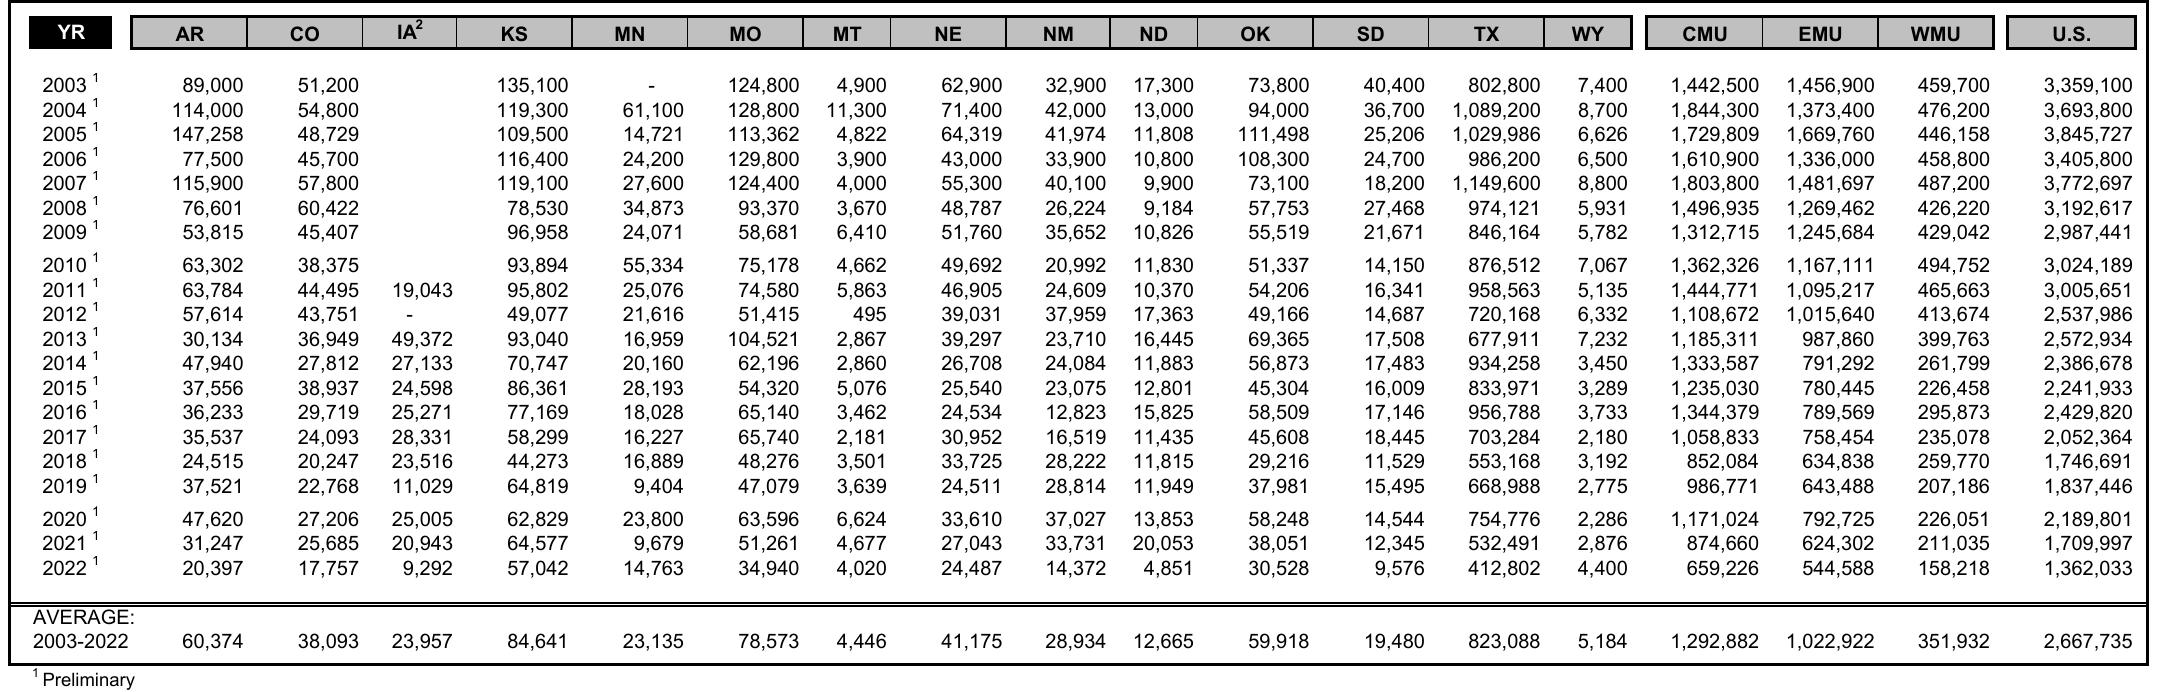 YR AR CO IA2 KS MN MO MT NE NM ND OK SD TX WY CMU EMU WMU U.S.
2003 1 89,000 51,200 135,100 - 124,800 4,900 62,900 32,900 17,300 73,800 40,400 802,800 7,400 1,442,500 1,456,900 459,700 3,359,100
2004 1 114,000 54,800 119,300 61,100 128,800 11,300 71,400 42,000 13,000 94,000 36,700 1,089,200 8,700 1,844,300 1,373,400 476,200 3,693,800
2005 1 147,258 48,729 109,500 14,721 113,362 4,822 64,319 41,974 11,808 111,498 25,206 1,029,986 6,626 1,729,809 1,669,760 446,158 3,845,727
2006 1 77,500 45,700 116,400 24,200 129,800 3,900 43,000 33,900 10,800 108,300 24,700 986,200 6,500 1,610,900 1,336,000 458,800 3,405,800
2007 1 115,900 57,800 119,100 27,600 124,400 4,000 55,300 40,100 9,900 73,100 18,200 1,149,600 8,800 1,803,800 1,481,697 487,200 3,772,697
2008 1 76,601 60,422 78,530 34,873 93,370 3,670 48,787 26,224 9,184 57,753 27,468 974,121 5,931 1,496,935 1,269,462 426,220 3,192,617
2009 1 53,815 45,407 96,958 24,071 58,681 6,410 51,760 35,652 10,826 55,519 21,671 846,164 5,782 1,312,715 1,245,684 429,042 2,987,441
2010 1 63,302 38,375 93,894 55,334 75,178 4,662 49,692 20,992 11,830 51,337 14,150 876,512 7,067 1,362,326 1,167,111 494,752 3,024,189
2011 1 63,784 44,495 19,043 95,802 25,076 74,580 5,863 46,905 24,609 10,370 54,206 16,341 958,563 5,135 1,444,771 1,095,217 465,663 3,005,651
2012 1 57,614 43,751 - 49,077 21,616 51,415 495 39,031 37,959 17,363 49,166 14,687 720,168 6,332 1,108,672 1,015,640 413,674 2,537,986
2013 1 30,134 36,949 49,372 93,040 16,959 104,521 2,867 39,297 23,710 16,445 69,365 17,508 677,911 7,232 1,185,311 987,860 399,763 2,572,934
2014 1 47,940 27,812 27,133 70,747 20,160 62,196 2,860 26,708 24,084 11,883 56,873 17,483 934,258 3,450 1,333,587 791,292 261,799 2,386,678
2015 1 37,556 38,937 24,598 86,361 28,193 54,320 5,076 25,540 23,075 12,801 45,304 16,009 833,971 3,289 1,235,030 780,445 226,458 2,241,933
2016 1 36,233 29,719 25,271 77,169 18,028 65,140 3,462 24,534 12,823 15,825 58,509 17,146 956,788 3,733 1,344,379 789,569 295,873 2,429,820
2017 1 35,537 24,093 28,331 58,299 16,227 65,740 2,181 30,952 16,519 11,435 45,608 18,445 703,284 2,180 1,058,833 758,454 235,078 2,052,364
2018 1 24,515 20,247 23,516 44,273 16,889 48,276 3,501 33,725 28,222 11,815 29,216 11,529 553,168 3,192 852,084 634,838 259,770 1,746,691
2019 1 37,521 22,768 11,029 64,819 9,404 47,079 3,639 24,511 28,814 11,949 37,981 15,495 668,988 2,775 986,771 643,488 207,186 1,837,446
2020 1 47,620 27,206 25,005 62,829 23,800 63,596 6,624 33,610 37,027 13,853 58,248 14,544 754,776 2,286 1,171,024 792,725 226,051 2,189,801
2021 1 31,247 25,685 20,943 64,577 9,679 51,261 4,677 27,043 33,731 20,053 38,051 12,345 532,491 2,876 874,660 624,302 211,035 1,709,997
2022 1 20,397 17,757 9,292 57,042 14,763 34,940 4,020 24,487 14,372 4,851 30,528 9,576 412,802 4,400 659,226 544,588 158,218 1,362,033
AVERAGE:
2003-2022 60,374 38,093 23,957 84,641 23,135 78,573 4,446 41,175 28,934 12,665 59,918 19,480 823,088 5,184 1,292,882 1,022,922 351,932 2,667,735
1 Preliminary